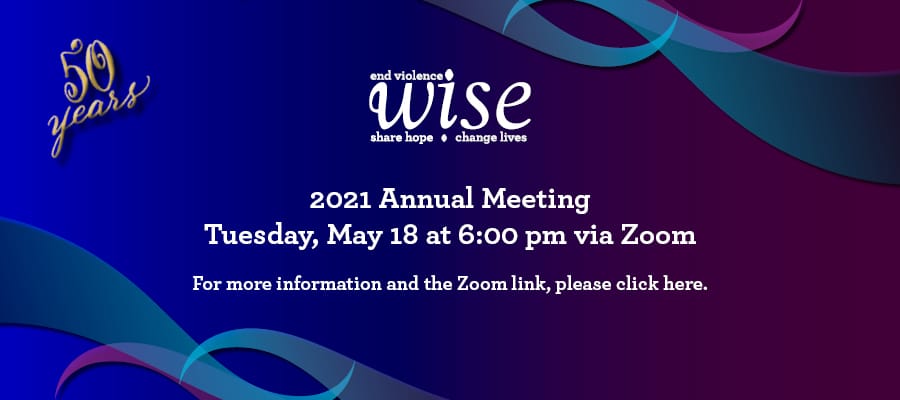 50
years
end violence
wise
share hope • change lives
2021 Annual Meeting
Tuesday, May 18 at 6:00 pm via Zoom
For more information and the Zoom link, please click here.